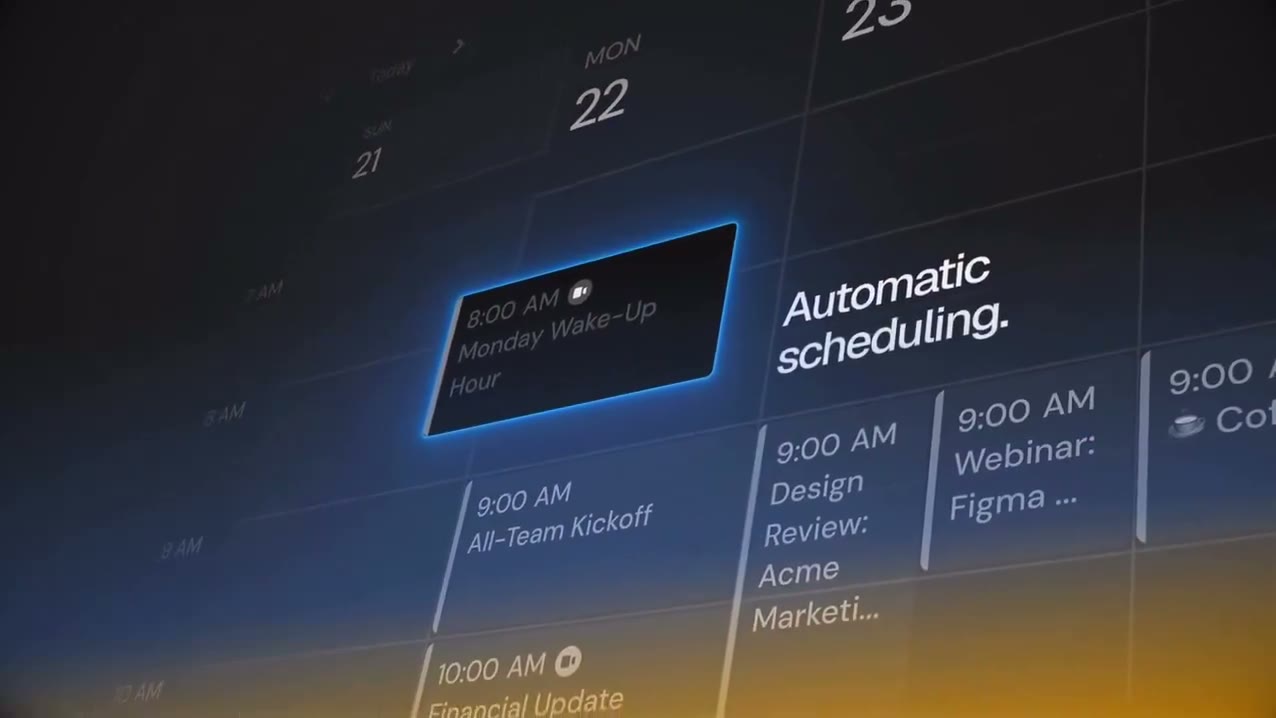 Today
SUN
21
MON
22
23
7 AM
8 AM
9 AM
10 AM
8:00 AM
Monday Wake-Up
Hour
Automatic
scheduling.
9:00 AM
All-Team Kickoff
10:00 AM
Financial Update
9:00 AM
Design
Review:
Acme
Marketi...
9:00 AM
Webinar:
Figma ...
9:00